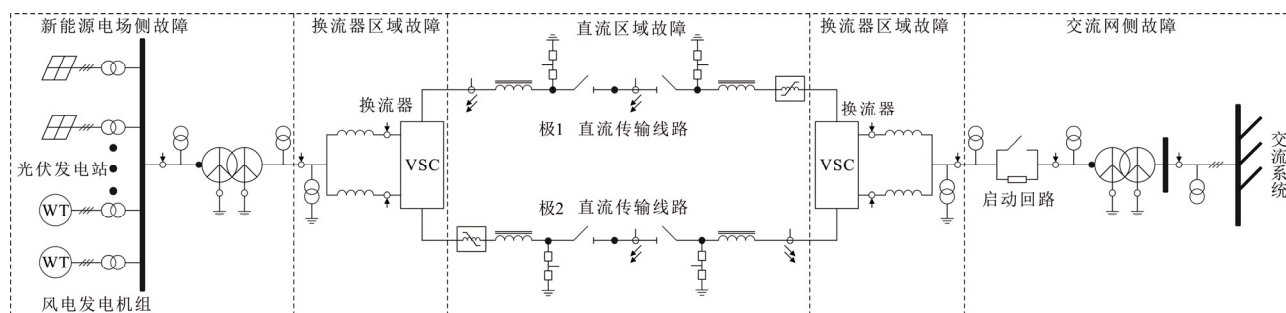 新能源电场侧故障
换流器区域故障
直流区域故障
换流器区域故障
交流网侧故障
换流器
换流器
极1 直流传输线路
VSC
VSC
光伏发电站
交流系统
启动回路
WT
极2 直流传输线路
WT
风电发电机组